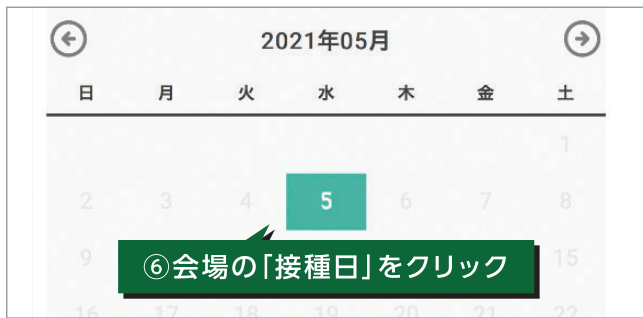 2021年05月
日 月 火 水 木 金 土
1
2 3 4 5 6 7 8
9 15
⑥会場の「接種日」をクリック
16 17 18 19 20 21 22